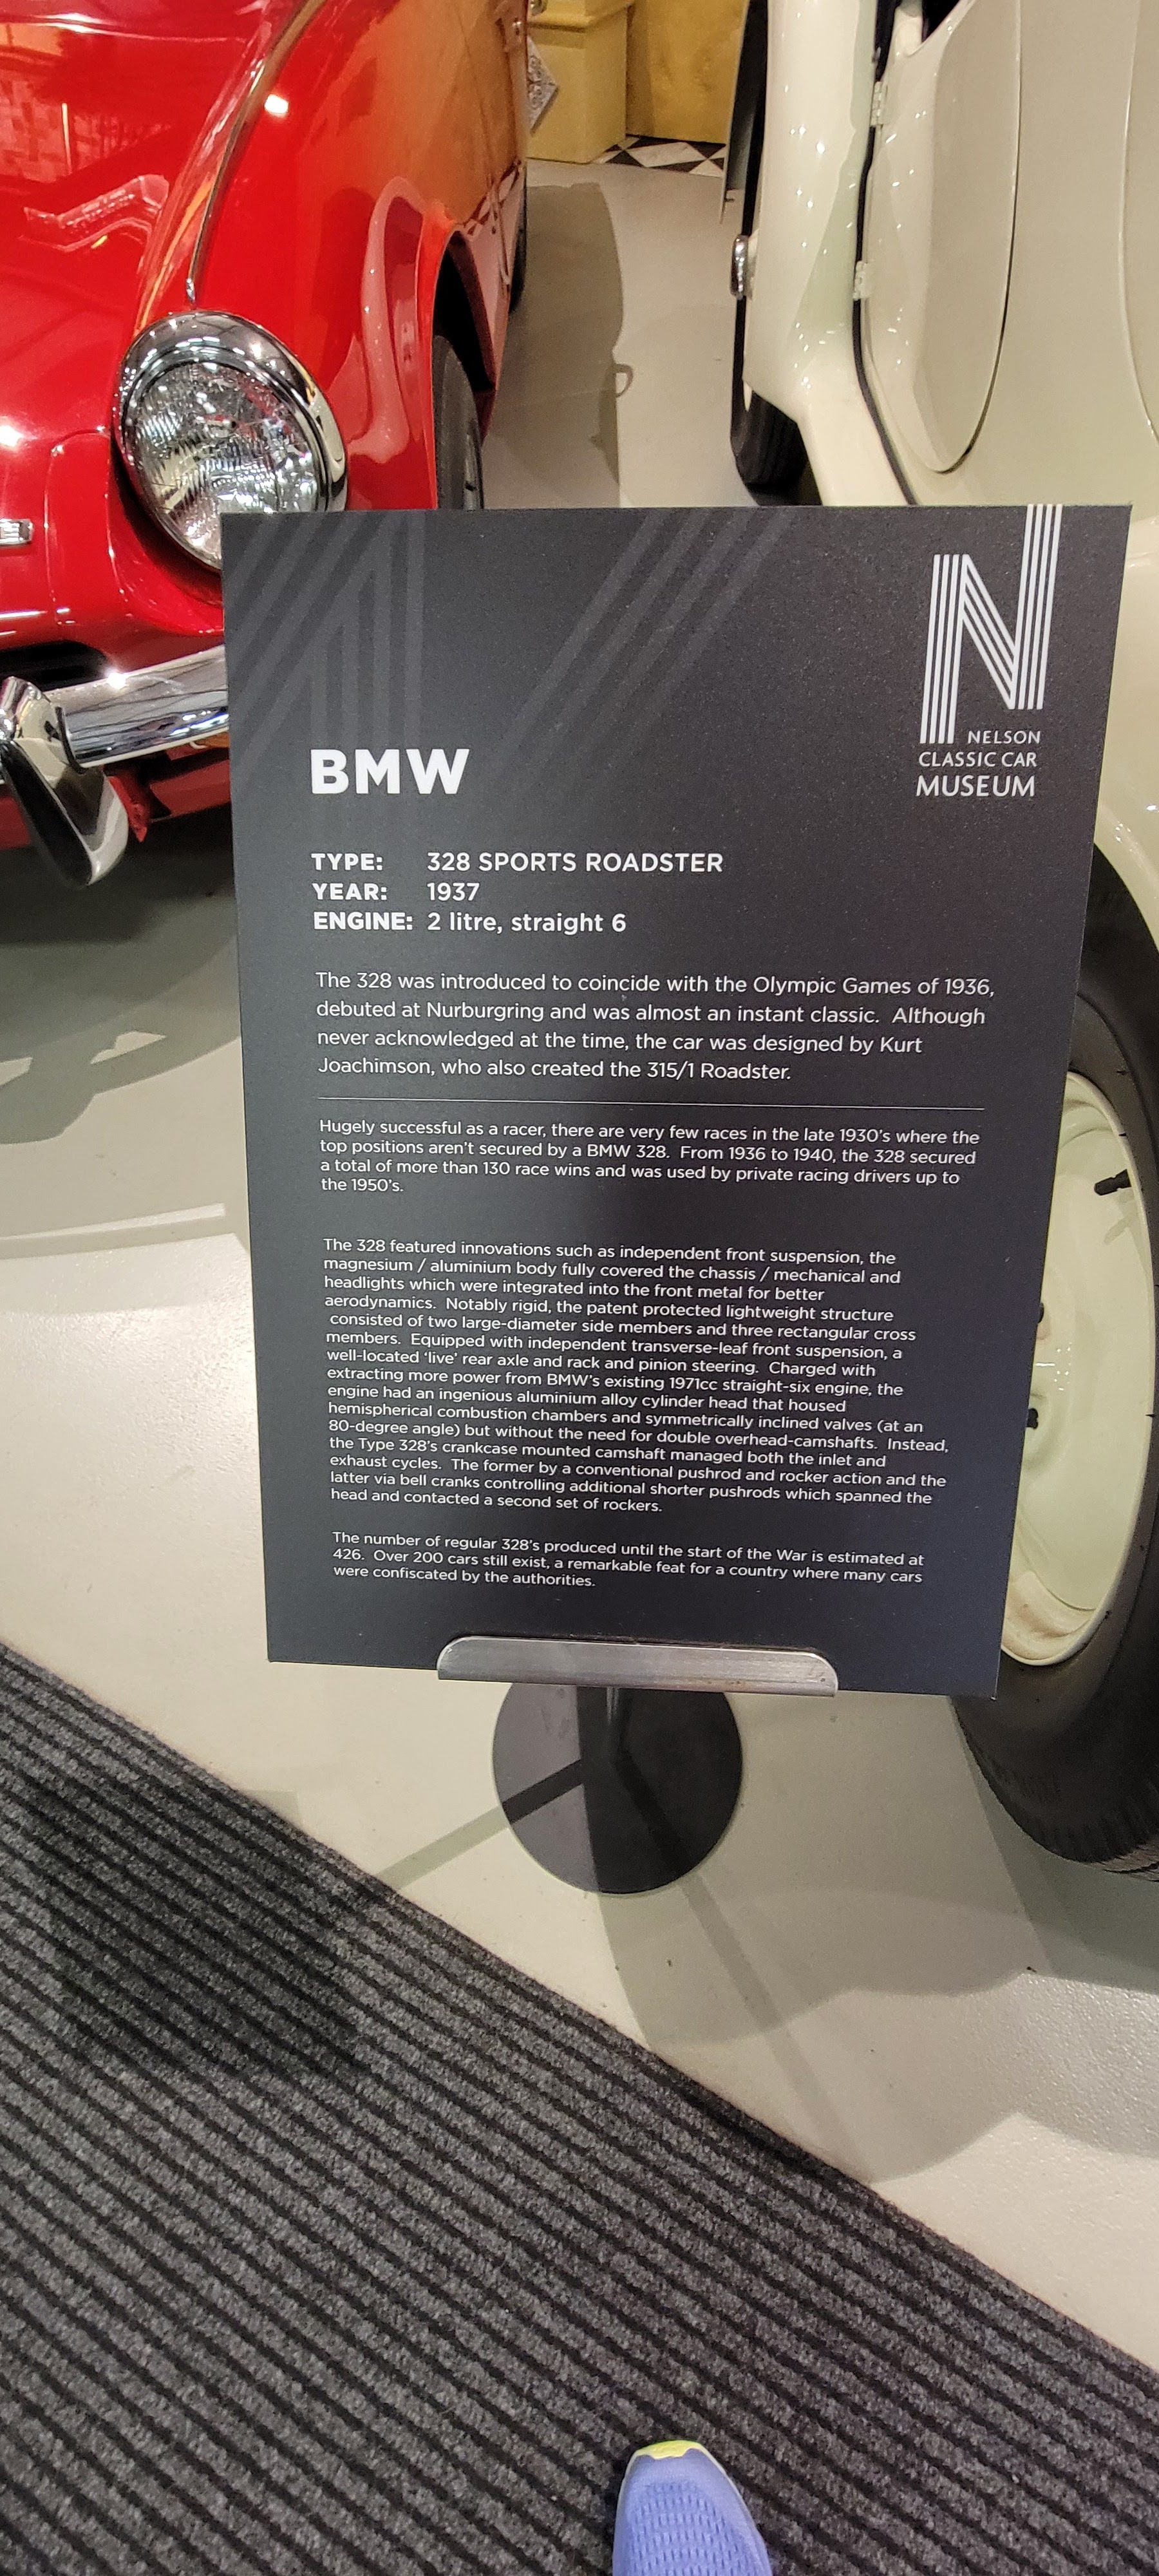 N
NELSON
CLASSIC CAR
MUSEUM
BMW
TYPE: 328 SPORTS ROADSTER
YEAR: 1937
ENGINE: 2 litre, straight 6
The 328 was introduced to coincide with the Olympic Games of 1936,
debuted at Nurburgring and was almost an instant classic. Although
never acknowledged at the time, the car was designed by Kurt
Joachimson, who also created the 315/1 Roadster.
Hugely successful as a racer, there are very few races in the late 1930's where the
top positions aren't secured by a BMW 328. From 1936 to 1940, the 328 secured
a total of more than 130 race wins and was used by private racing drivers up to
the 1950's.
The 328 featured innovations such as independent front suspension, the
magnesium / aluminium body fully covered the chassis / mechanical and
headlights which were integrated into the front metal for better
aerodynamics. Notably rigid, the patent protected lightweight structure
consisted of two large-diameter side members and three rectangular cross
members. Equipped with independent transverse-leaf front suspension, a
well-located 'live' rear axle and rack and pinion steering. Charged with
extracting more power from BMW's existing 1971cc straight-six engine, the
engine had an ingenious aluminium alloy cylinder head that housed
hemispherical combustion chambers and symmetrically inclined valves (at an
80-degree angle) but without the need for double overhead-camshafts. Instead,
the Type 328's crankcase mounted camshaft managed both the inlet and
exhaust cycles. The former by a conventional pushrod and rocker action and the
latter via bell cranks controlling additional shorter pushrods which spanned the
head and contacted a second set of rockers.
The number of regular 328's produced until the start of the War is estimated at
426. Over 200 cars still exist, a remarkable feat for a country where many cars
were confiscated by the authorities.